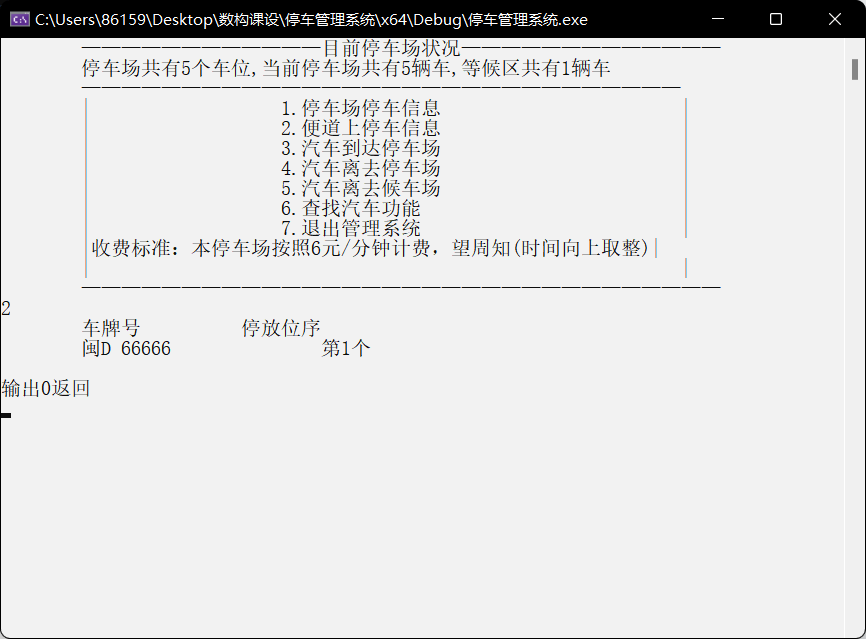 C:\Users\86159\Desktop\数构课设\停车管理系统\x64\Debug\停车管理系统.exe
————————————目前停车场状况—————————————
停车场共有5个车位,当前停车场共有5辆车,等候区共有1辆车
——————————————————————————————
1.停车场停车信息
2.便道上停车信息
3.汽车到达停车场
4.汽车离去停车场
5.汽车离去候车场
6.查找汽车功能
7.退出管理系统
收费标准：本停车场按照6元/分钟计费，望周知(时间向上取整)
————————————————————————————————
2
车牌号 停放位序
闽D 66666 第1个
输出0返回